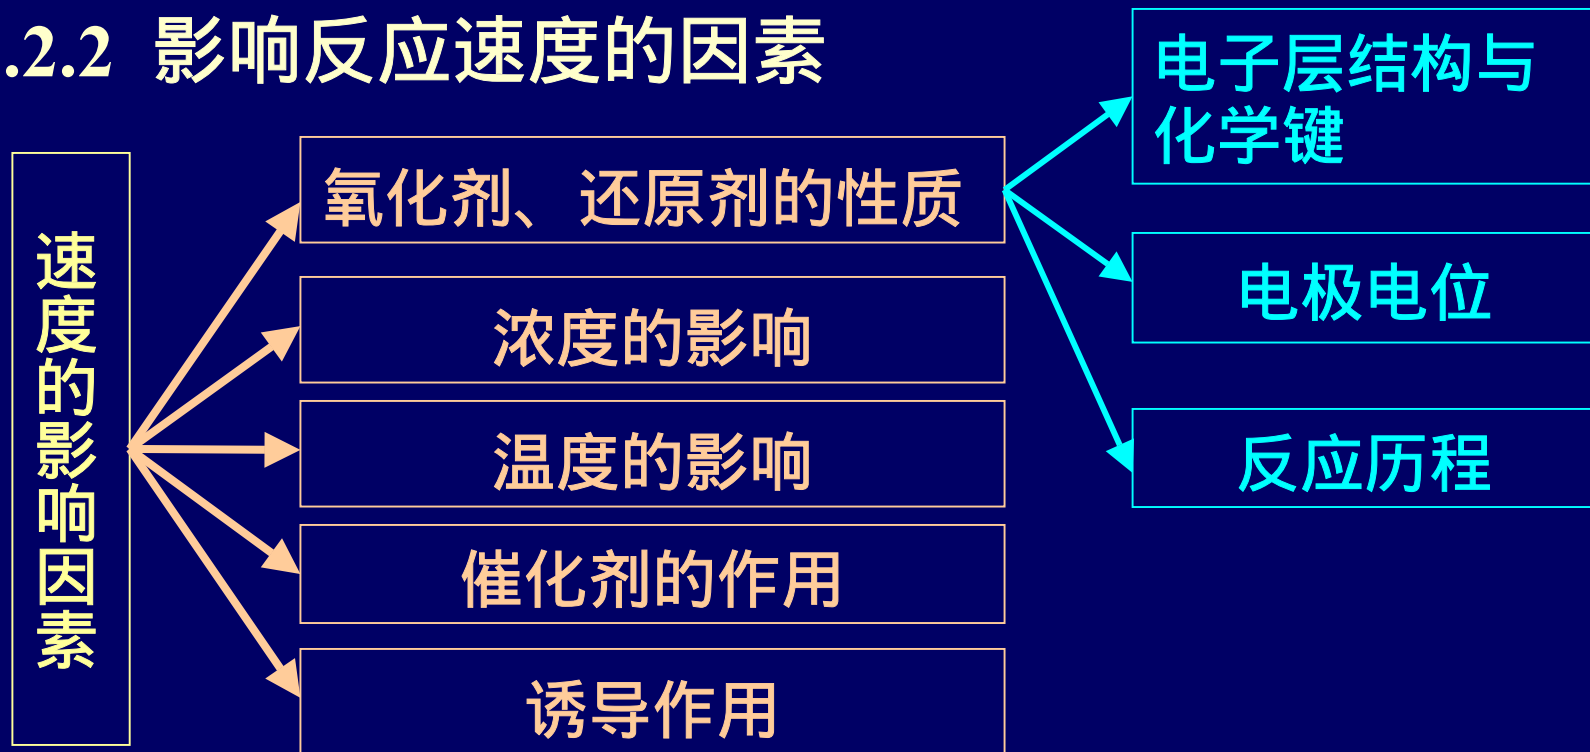 .2.2 影响反应速度的因素
速度的影响因素
氧化剂、还原剂的性质
浓度的影响
温度的影响
催化剂的作用
诱导作用
电子层结构与
化学键
电极电位
反应历程